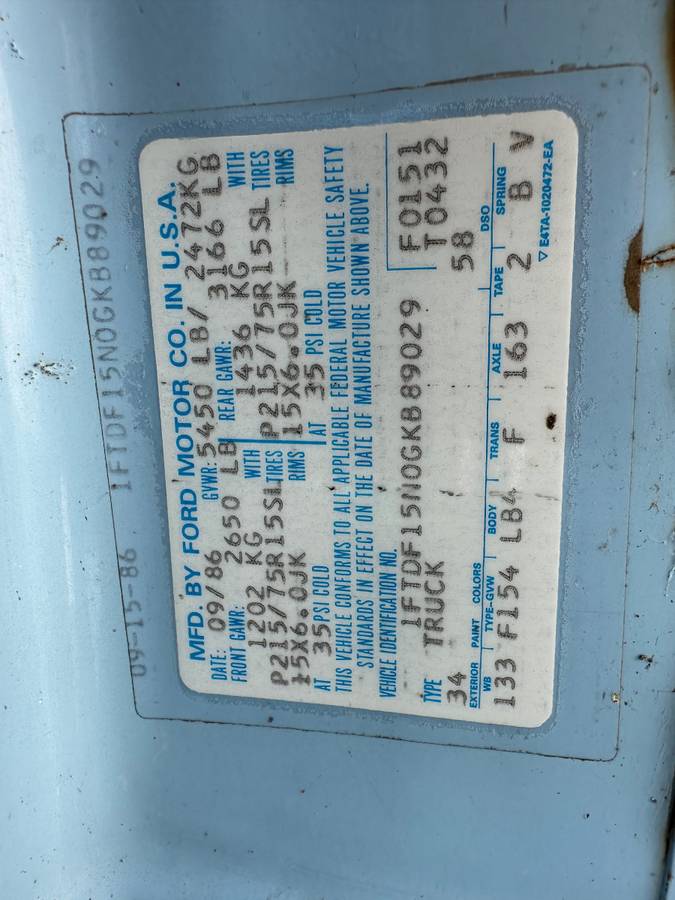 09-15-86 1FTDF15N0GKB89029
MFD. BY FORD MOTOR CO. IN U.S.A.
DATE: 09/86 GVWR: 5450 LB/ 2472KG
FRONT GAWR: 2650 LB REAR GAWR: 3166 LB
1202 KG WITH 1436 KG WITH
P215/75R15SL TIRES P215/75R15SL TIRES
15X6.0JK RIMS 15X6.0JK RIMS
AT 35 PSI COLD AT 35 PSI COLD
THIS VEHICLE CONFORMS TO ALL APPLICABLE FEDERAL MOTOR VEHICLE SAFETY
STANDARDS IN EFFECT ON THE DATE OF MANUFACTURE SHOWN ABOVE.
VEHICLE IDENTIFICATION NO. F0151
1FTDF15N0GKB89029 T0432
TYPE TRUCK
34 58
EXTERIOR PAINT COLORS DSO
WB TYPE-GVW BODY TRANS AXLE TAPE SPRING
133 F154 LB4 F 163 2 B V
▽ E4TA-1020472-EA